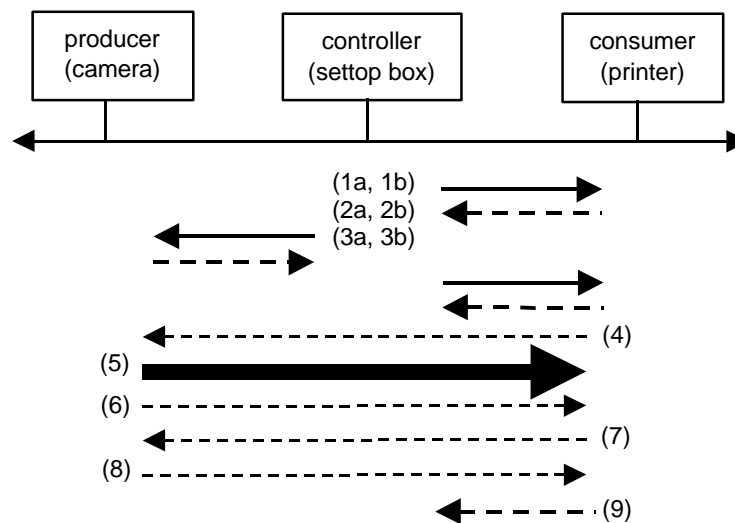 producer
(camera)
controller
(settop box)
consumer
(printer)
(1a, 1b)
(2a, 2b)
(3a, 3b)
(4)
(5)
(6)
(7)
(8)
(9)